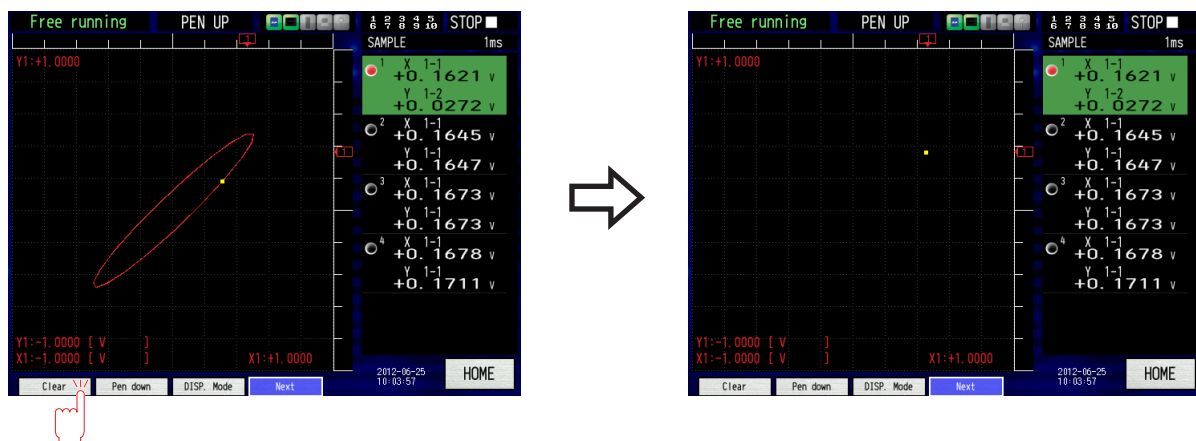 Free running PEN UP 1 2 3 4 5 STOP
6 7 8 9 10
SAMPLE 1ms
Y1:+1.0000
1
1 X 1-1
+0. 1621 V
Y 1-2
+0. 0272 V
2 X 1-1
+0. 1645 V
Y 1-1
+0. 1647 V
1
3 X 1-1
+0. 1673 V
Y 1-1
+0. 1673 V
4 X 1-1
+0. 1678 V
Y 1-1
+0. 1711 V
Y1:-1.0000 [ V ]
X1:-1.0000 [ V ] X1:+1.0000
2012-06-25
10:03:57
HOME
Clear Pen down DISP. Mode Next
Free running PEN UP 1 2 3 4 5 STOP
6 7 8 9 10
SAMPLE 1ms
Y1:+1.0000
1
1 X 1-1
+0. 1621 V
Y 1-2
+0. 0272 V
2 X 1-1
+0. 1645 V
Y 1-1
+0. 1647 V
1
3 X 1-1
+0. 1673 V
Y 1-1
+0. 1673 V
4 X 1-1
+0. 1678 V
Y 1-1
+0. 1711 V
Y1:-1.0000 [ V ]
X1:-1.0000 [ V ] X1:+1.0000
2012-06-25
10:03:57
HOME
Clear Pen down DISP. Mode Next